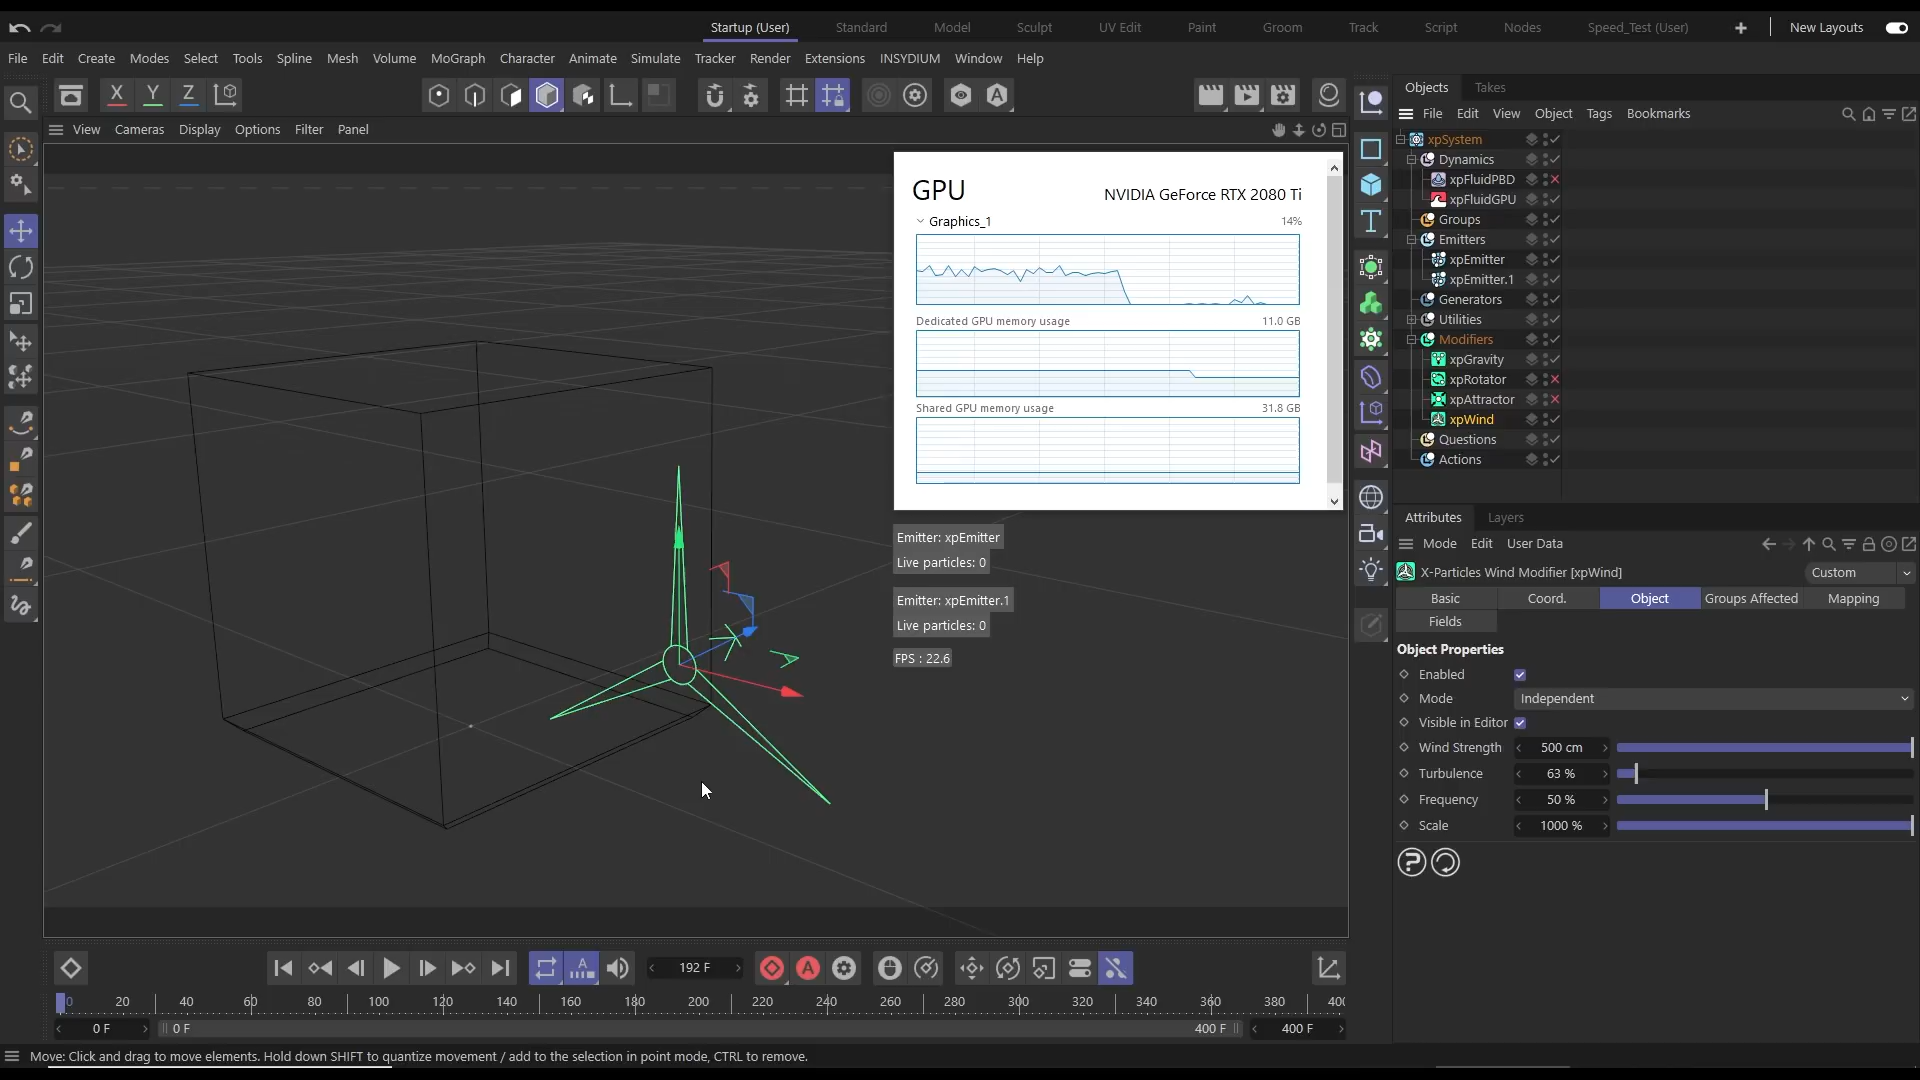 Startup (User) Standard Model Sculpt UV Edit Paint Groom Track Script Nodes Speed_Test (User) New Layouts
File Edit Create Modes Select Tools Spline Mesh Volume MoGraph Character Animate Simulate Tracker Render Extensions INSYDIUM Window Help
X Y Z
View Cameras Display Options Filter Panel
GPU NVIDIA GeForce RTX 2080 Ti
Graphics_1 14%
Dedicated GPU memory usage 11.0 GB
Shared GPU memory usage 31.8 GB
Emitter: xpEmitter
Live particles: 0
Emitter: xpEmitter.1
Live particles: 0
FPS : 22.6
Objects Takes
File Edit View Object Tags Bookmarks
xpSystem
Dynamics
xpFluidPBD
xpFluidGPU
Groups
Emitters
xpEmitter
xpEmitter.1
Generators
Utilities
Modifiers
xpGravity
xpRotator
xpAttractor
xpWind
Questions
Actions
Attributes Layers
Mode Edit User Data
X-Particles Wind Modifier [xpWind] Custom
Basic Coord. Object Groups Affected Mapping
Fields
Object Properties
Enabled
Mode Independent
Visible in Editor
Wind Strength 500 cm
Turbulence 63 %
Frequency 50 %
Scale 1000 %
192 F
0 20 40 60 80 100 120 140 160 180 200 220 240 260 280 300 320 340 360 380 400
0 F 0 F 400 F 400 F
Move: Click and drag to move elements. Hold down SHIFT to quantize movement / add to the selection in point mode, CTRL to remove.